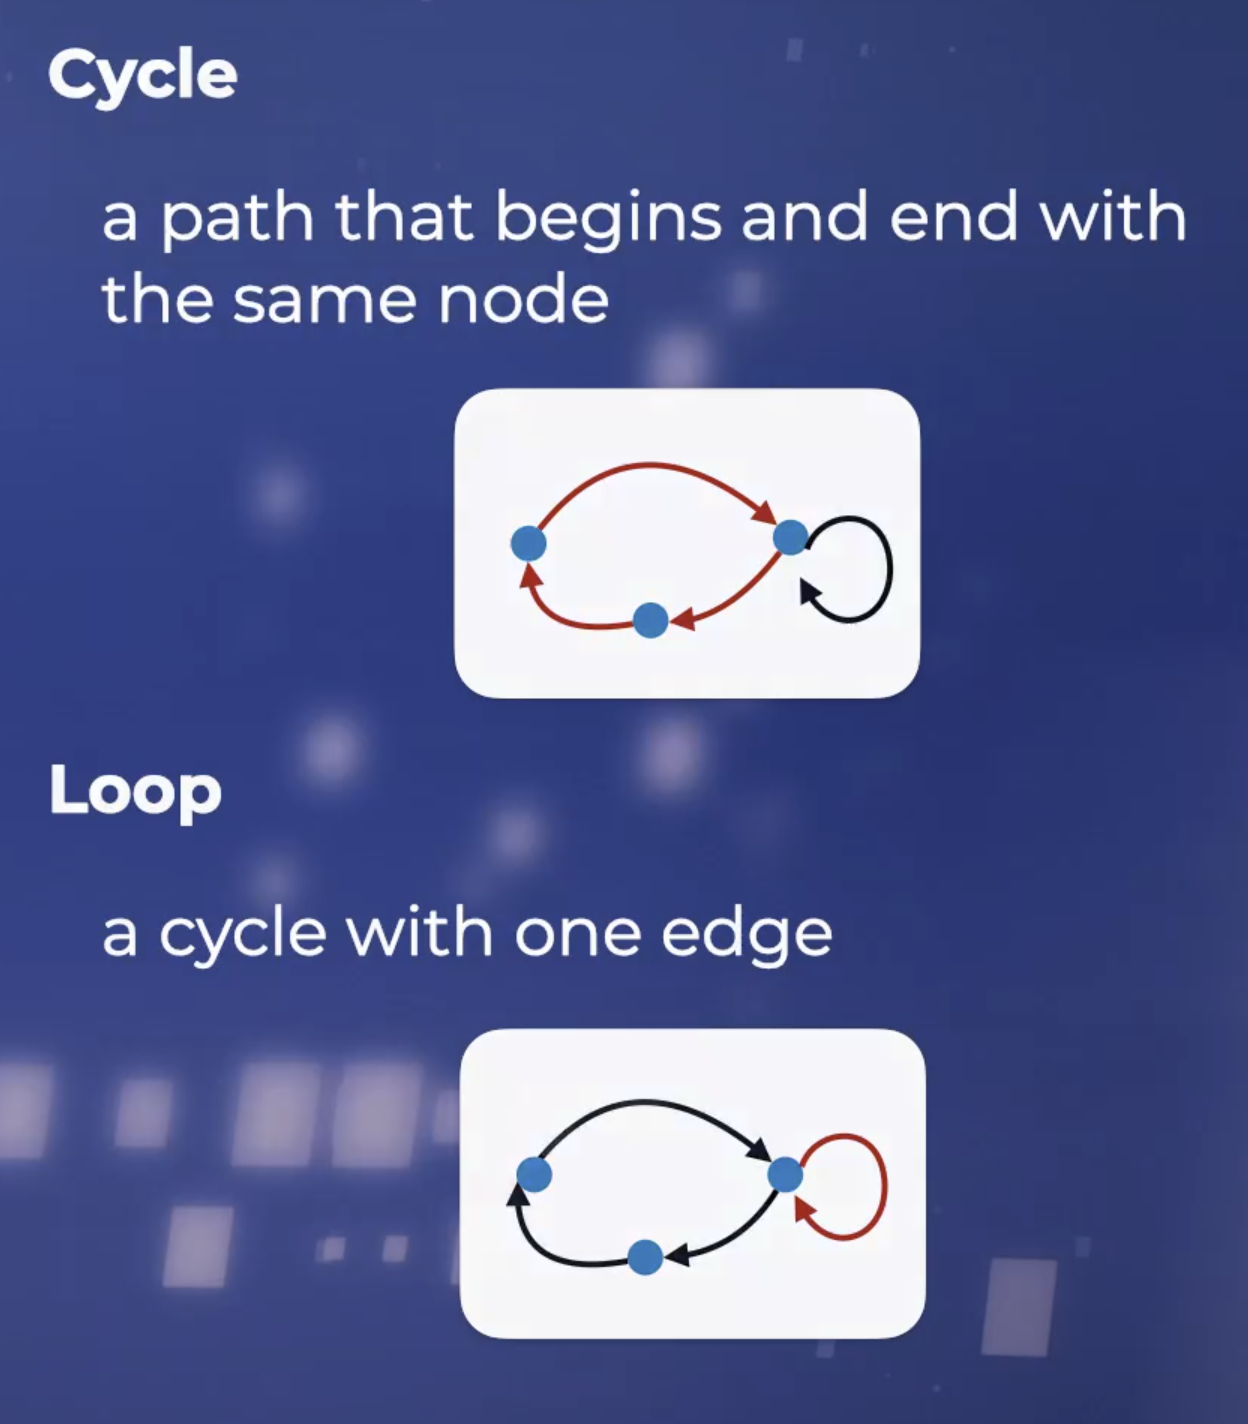 Cycle
a path that begins and end with
the same node
Loop
a cycle with one edge